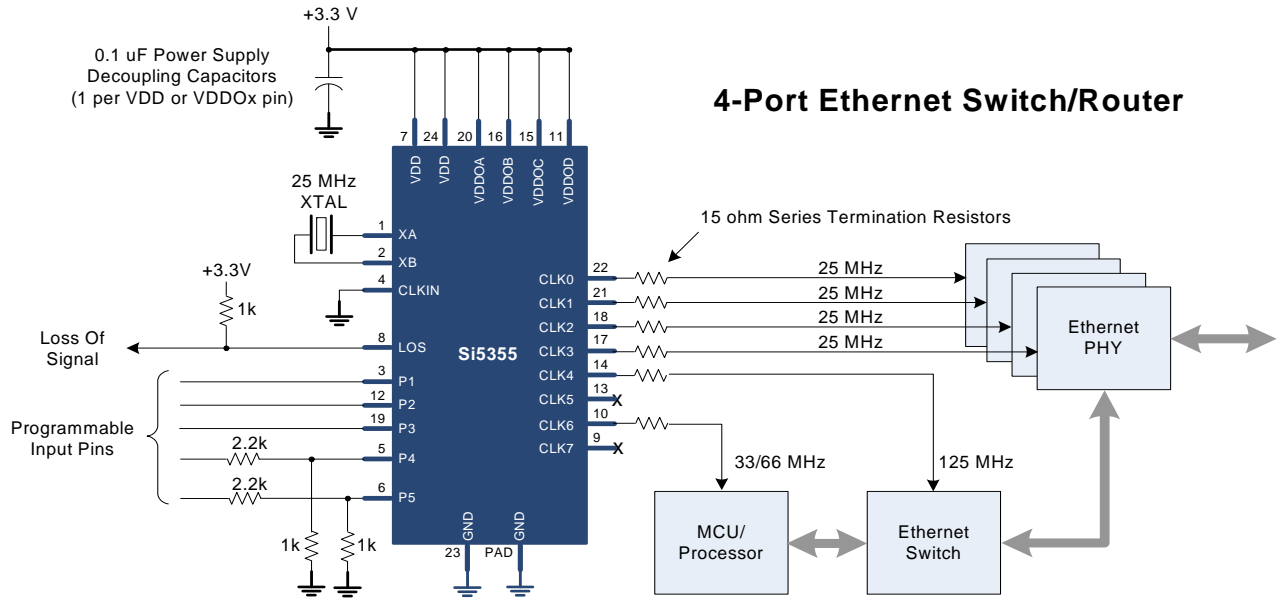 +3.3 V
0.1 uF Power Supply
Decoupling Capacitors
(1 per VDD or VDDOx pin)
4-Port Ethernet Switch/Router
7
24
20
16
15
11
VDD
VDD
VDDOA
VDDOB
VDDOC
VDDOD
25 MHz
XTAL
1
XA
2
XB
4
CLKIN
+3.3V
1k
Loss Of
Signal
8
LOS
Si5355
Programmable
Input Pins
3
P1
12
P2
19
P3
2.2k
5
P4
2.2k
6
P5
1k
1k
GND
23
GND
PAD
15 ohm Series Termination Resistors
CLK0
22
25 MHz
CLK1
21
25 MHz
CLK2
18
25 MHz
CLK3
17
25 MHz
CLK4
14
CLK5
13
X
CLK6
10
CLK7
9
X
33/66 MHz
125 MHz
Ethernet
PHY
MCU/
Processor
Ethernet
Switch